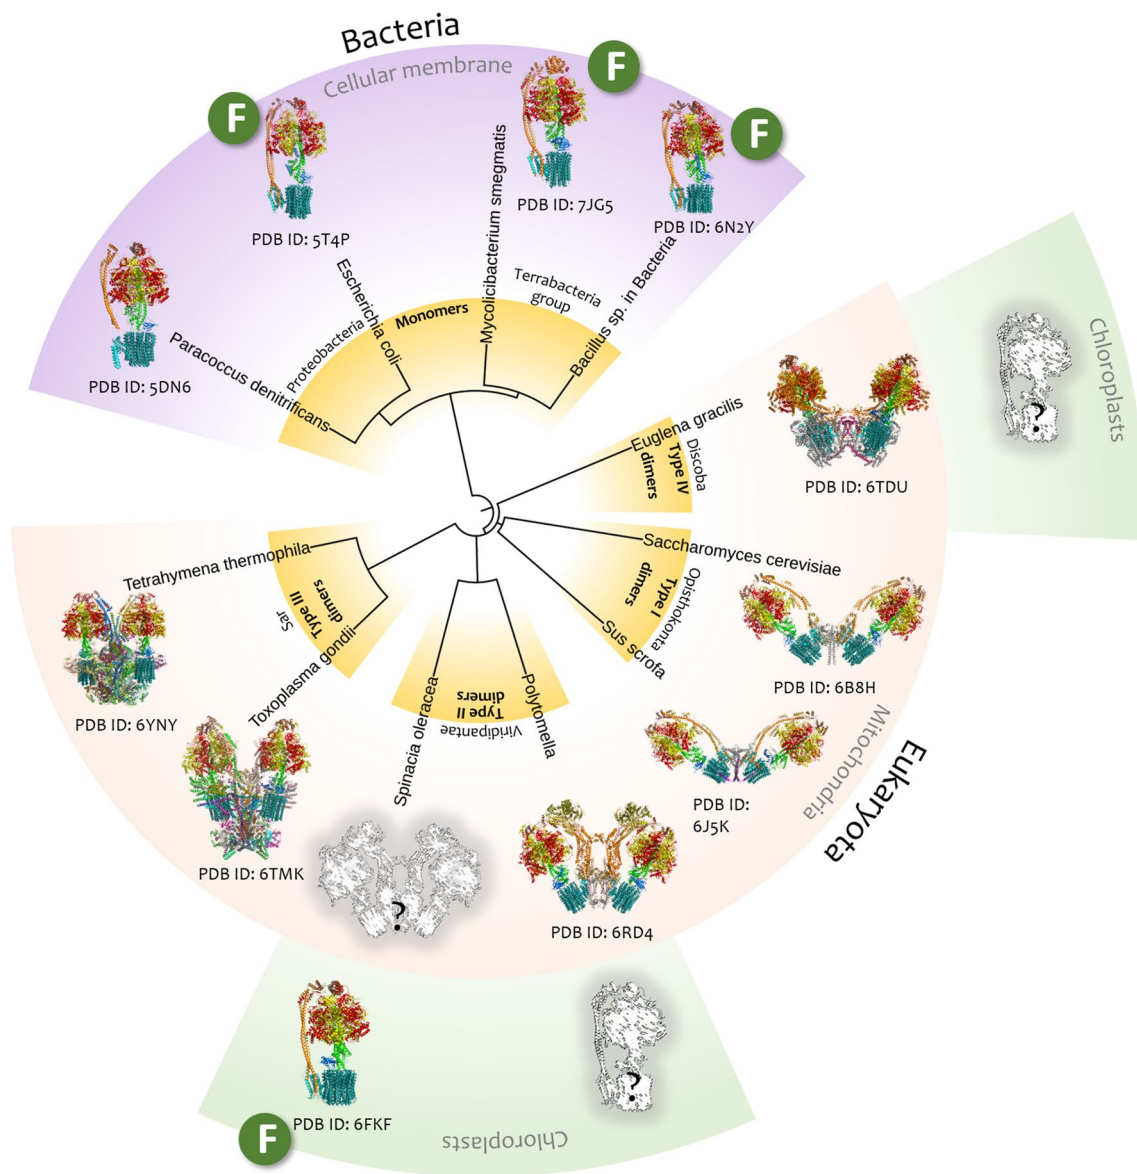 Bacteria
Cellular membrane
F
F
F
PDB ID: 5T4P
PDB ID: 7JG5
PDB ID: 6N2Y
PDB ID: 5DN6
Paracoccus denitrificans
Escherichia coli
Mycolicibacterium smegmatis
Bacillus sp. in Bacteria
Proteobacteria
Monomers
Terrabacteria
group
Euglena gracilis
Discoba
Type IV
dimers
PDB ID: 6TDU
Chloroplasts
?
Saccharomyces cerevisiae
Opisthokonta
Type I
dimers
Sus scrofa
PDB ID: 6B8H
PDB ID:
6J5K
Mitochondria
Eukaryota
Tetrahymena thermophila
Type III
dimers
Sar
Toxoplasma gondii
PDB ID: 6YNY
PDB ID: 6TMK
Spinacia oleracea
Polytomella
Type II
dimers
Viridipantae
?
PDB ID: 6RD4
PDB ID: 6FKF
F
?
Chloroplasts